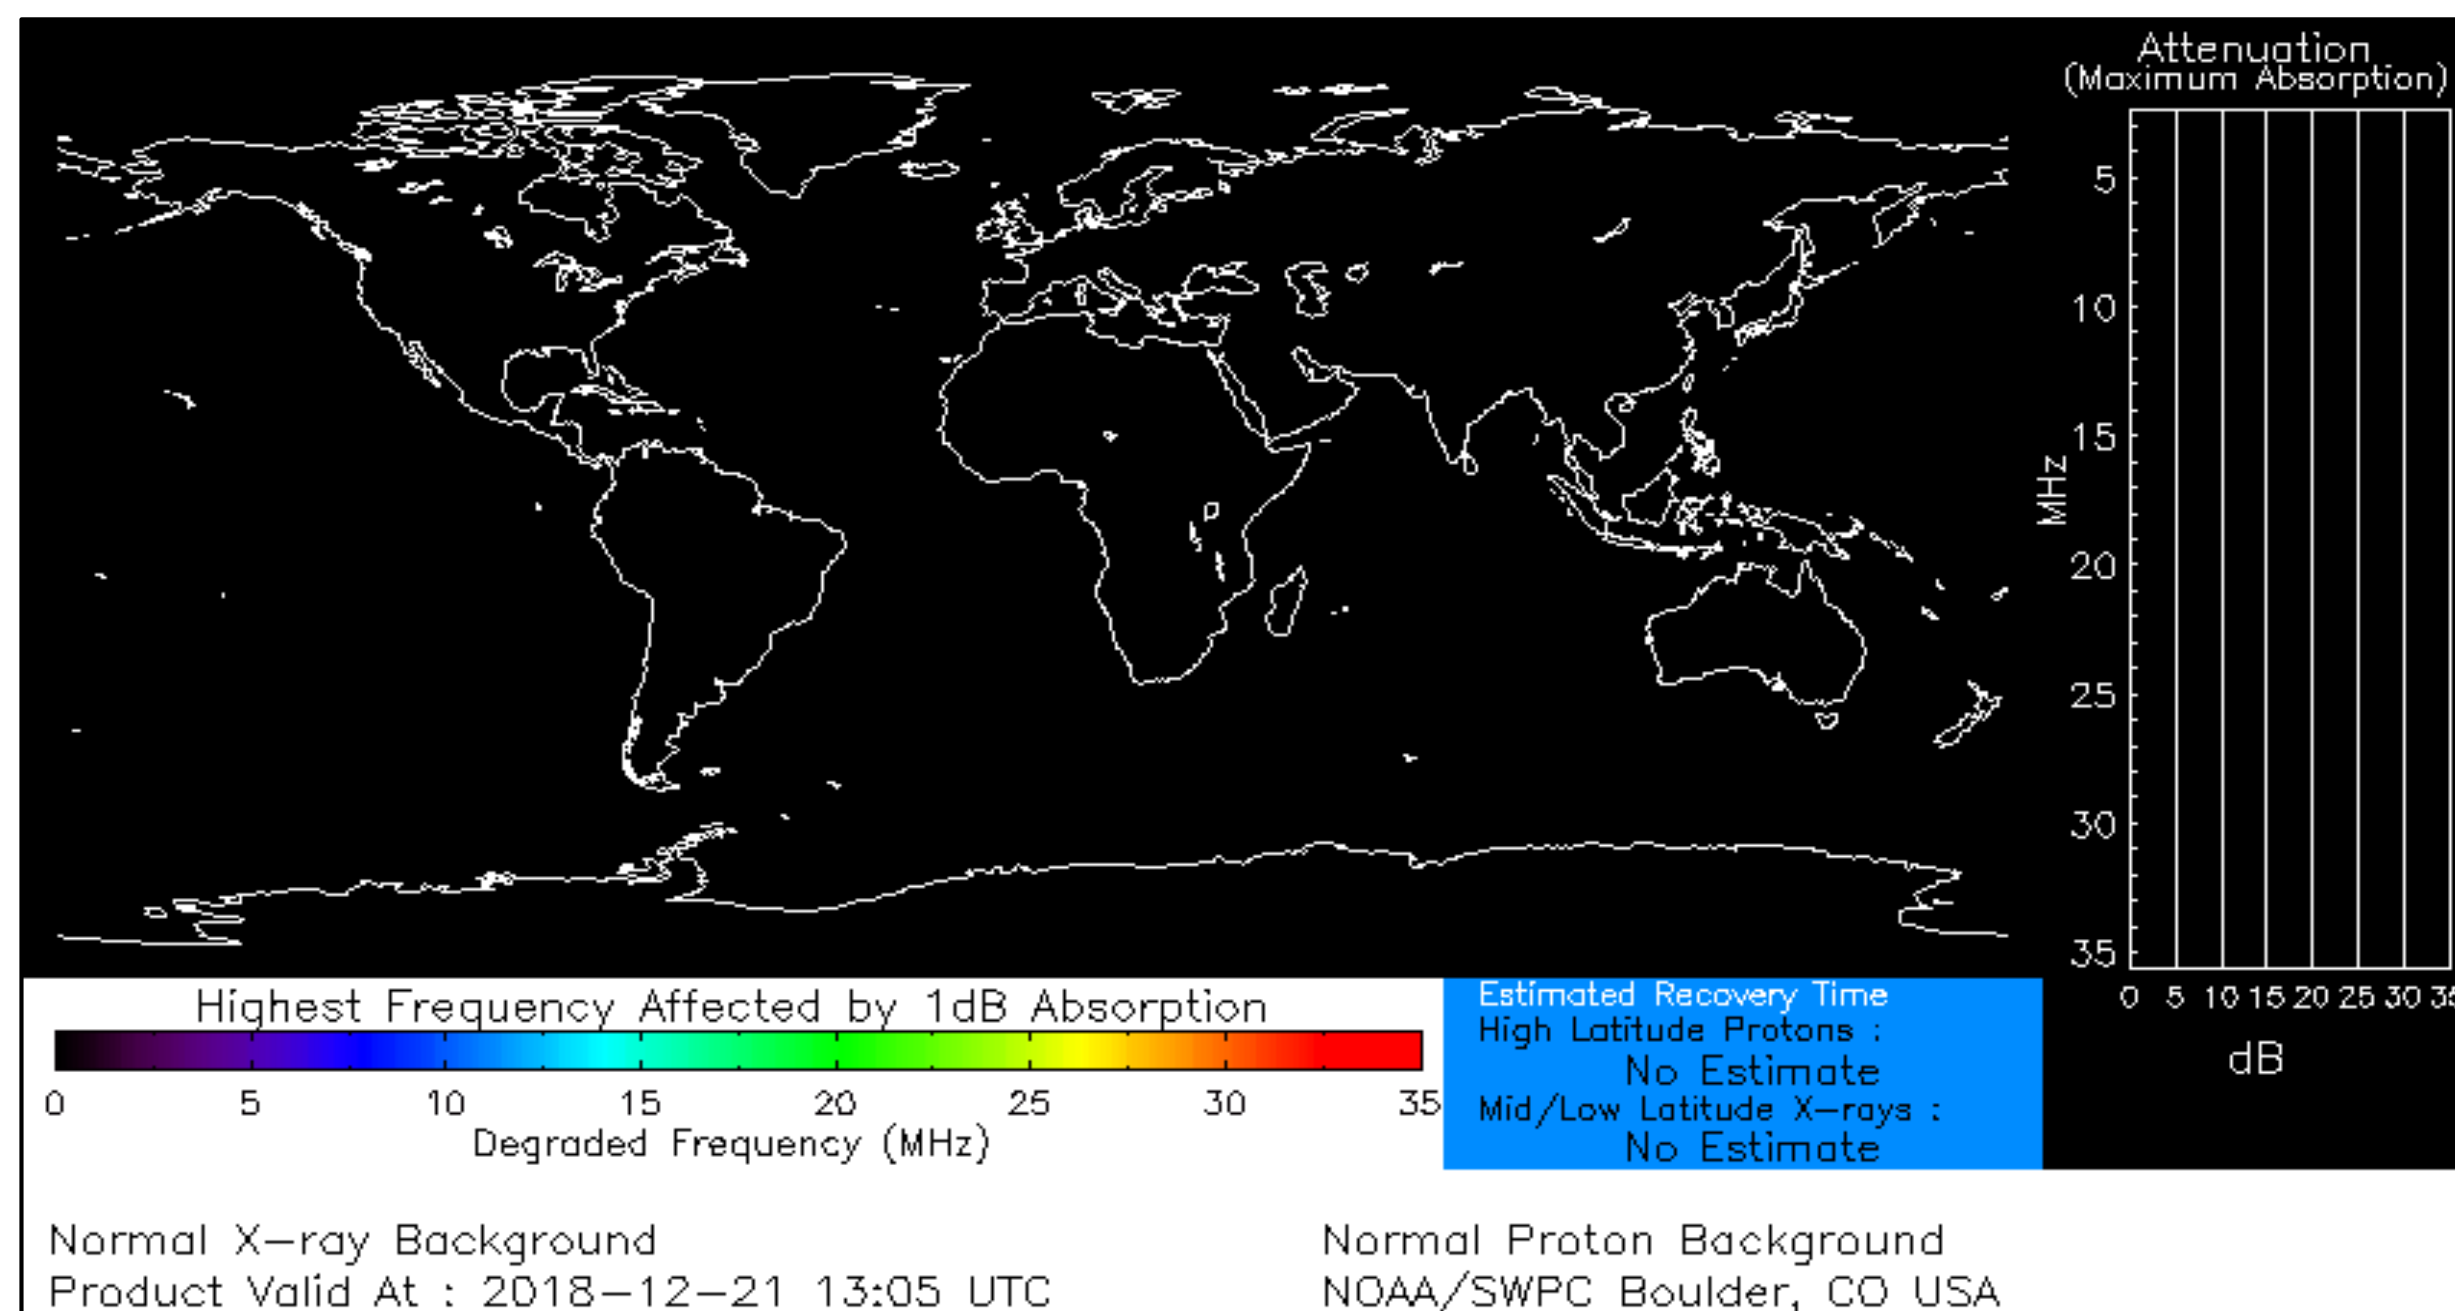 Attenuation
(Maximum Absorption)
5
10
15
20
25
30
35
MHz
0 5 10 15 20 25 30
dB
Highest Frequency Affected by 1dB Absorption
0 5 10 15 20 25 30 35
Degraded Frequency (MHz)
Estimated Recovery Time
High Latitude Protons :
No Estimate
Mid/Low Latitude X-rays :
No Estimate
Normal X-ray Background
Normal Proton Background
Product Valid At : 2018-12-21 13:05 UTC
NOAA/SWPC Boulder, CO USA